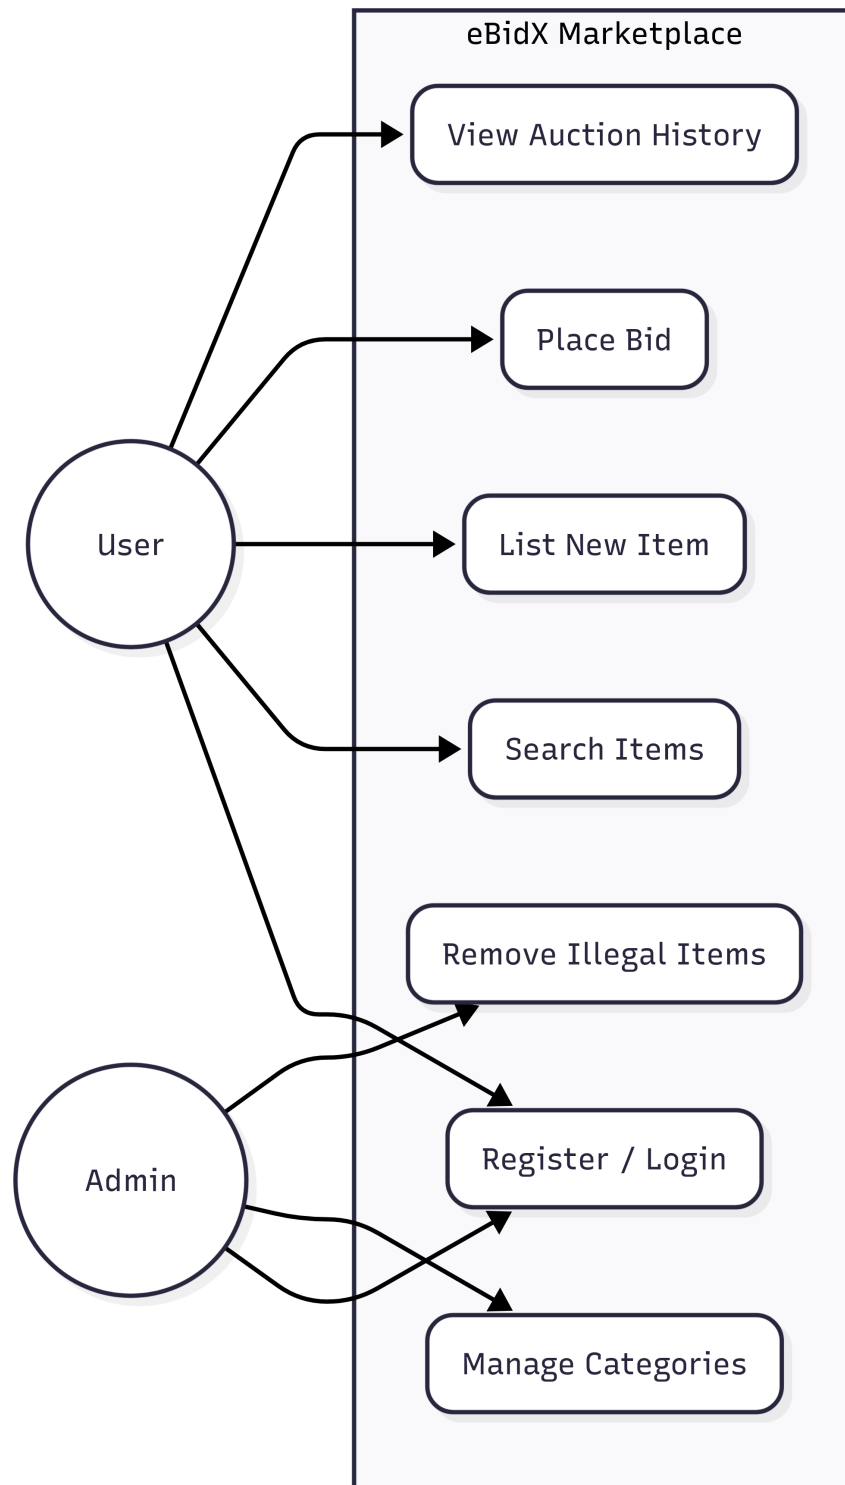 eBidX Marketplace
View Auction History
Place Bid
User
List New Item
Search Items
Remove Illegal Items
Admin
Register / Login
Manage Categories